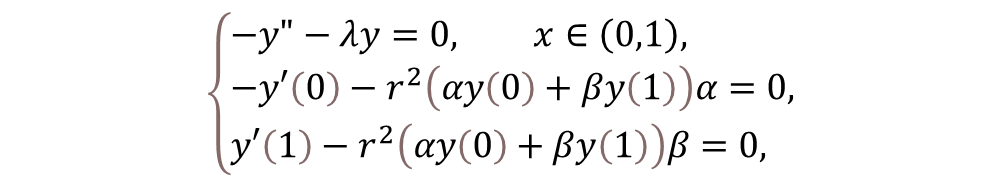 −y" − λy = 0, x ∈ (0,1),
−y′(0) − r²(αy(0) + βy(1))α = 0,
y′(1) − r²(αy(0) + βy(1))β = 0,